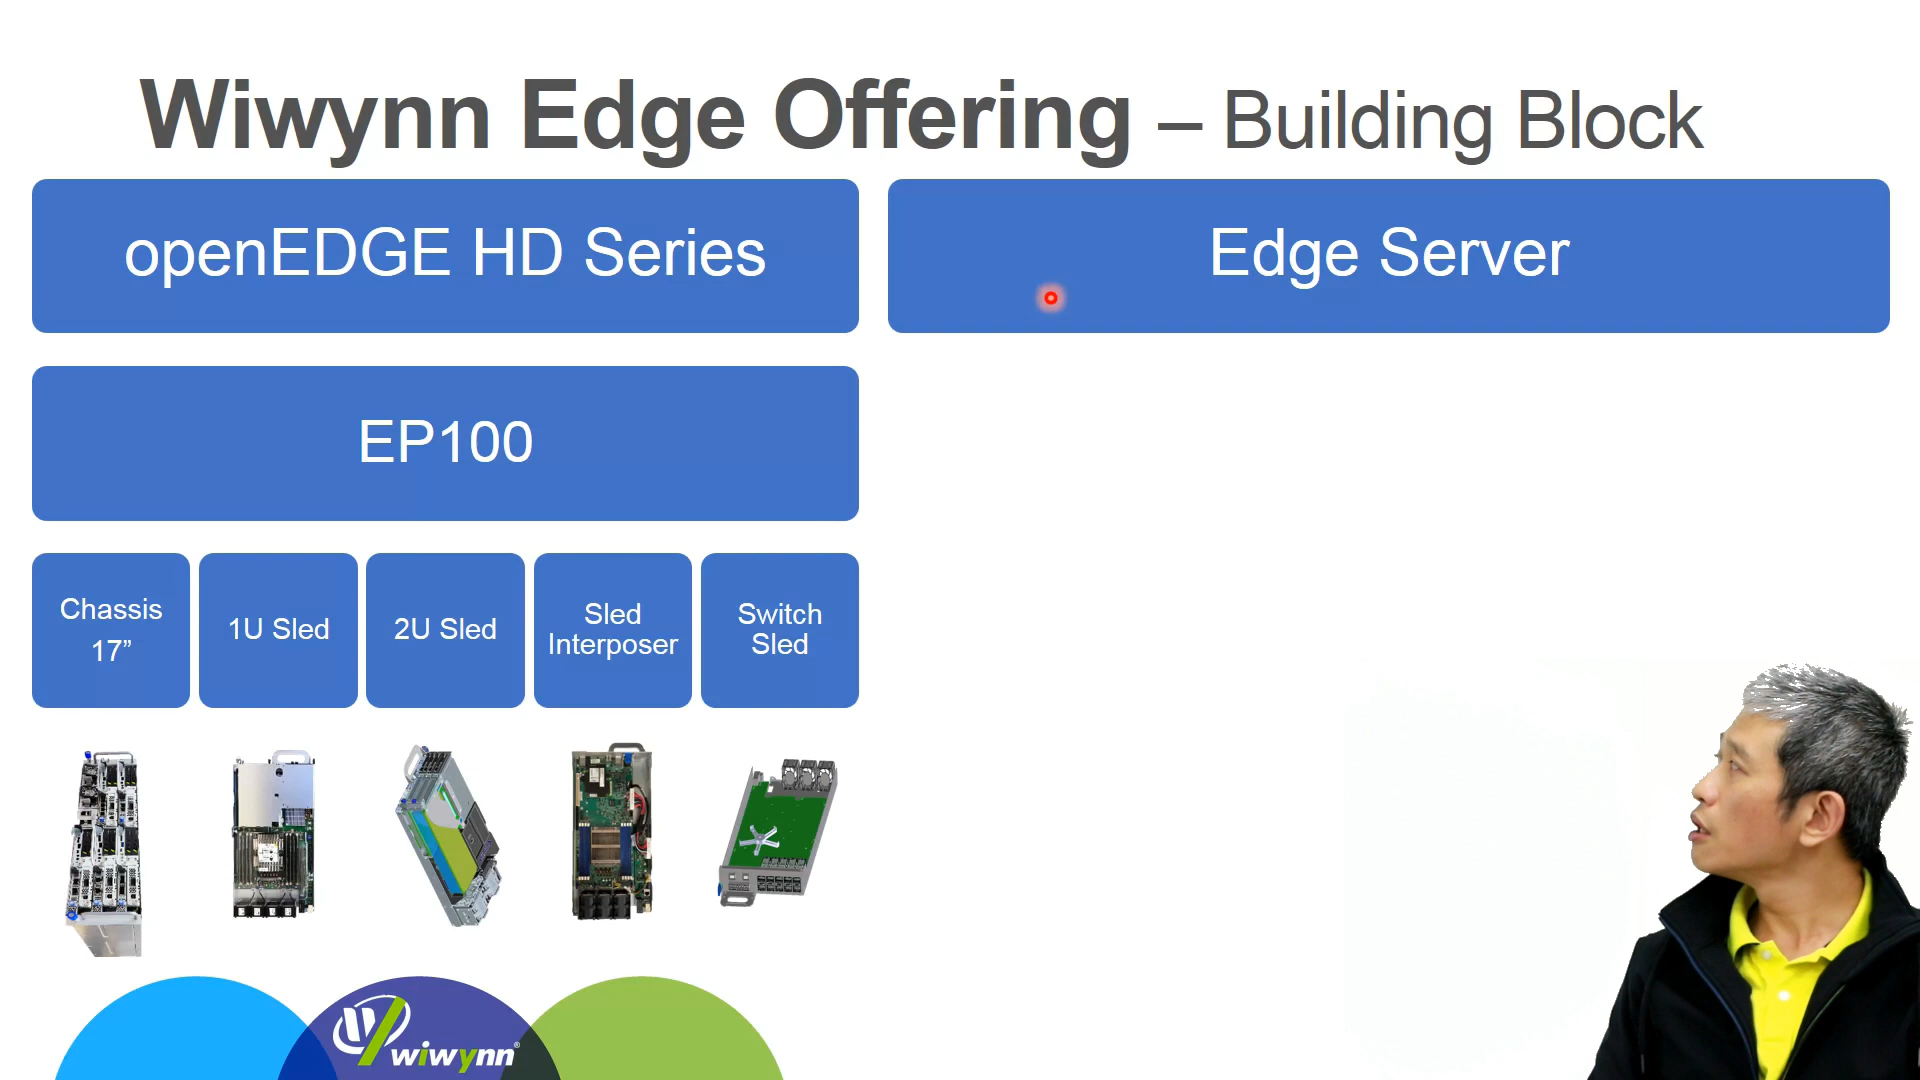 Wiwynn Edge Offering – Building Block
openEDGE HD Series
Edge Server
EP100
Chassis
17”
1U Sled
2U Sled
Sled
Interposer
Switch
Sled
wiwynn®